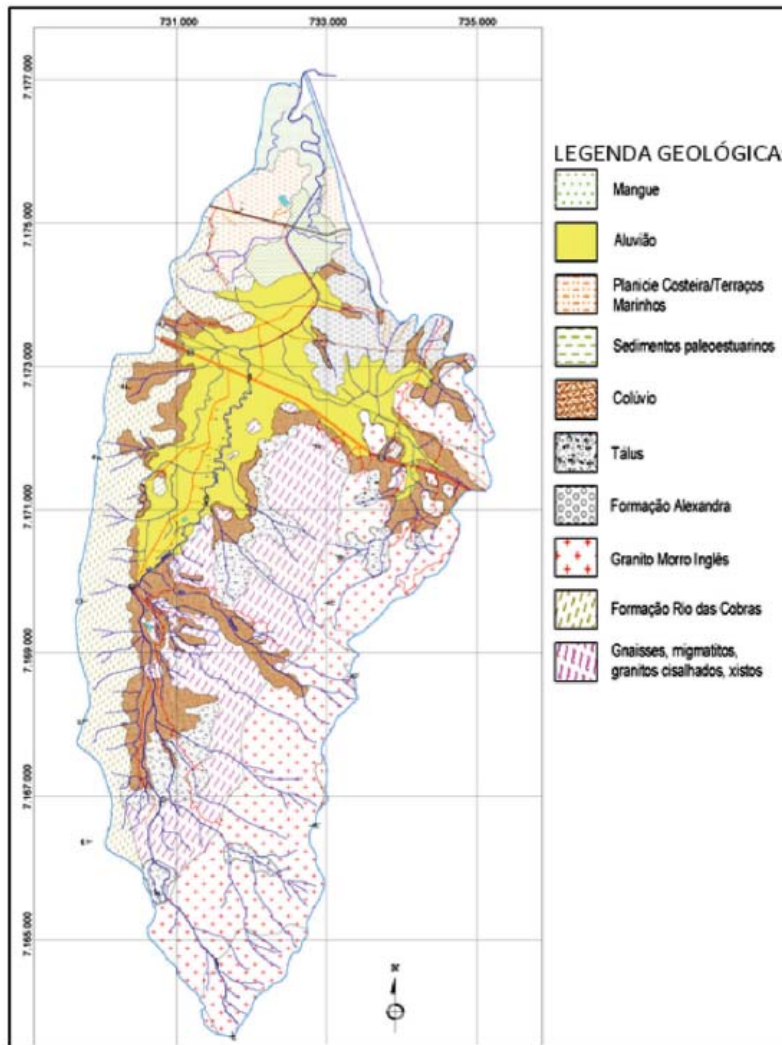 731.000
733.000
735.000
7.177.000
7.175.000
7.173.000
7.171.000
7.169.000
7.167.000
7.165.000
N
LEGENDA GEOLÓGICA
Mangue
Aluvião
Planicie Costeira/Terraços
Marinhos
Sedimentos paleoestuarinos
Colúvio
Tálus
Formação Alexandra
Granito Morro Inglês
Formação Rio das Cobras
Gnaisses, migmatitos,
granitos cisalhados, xistos